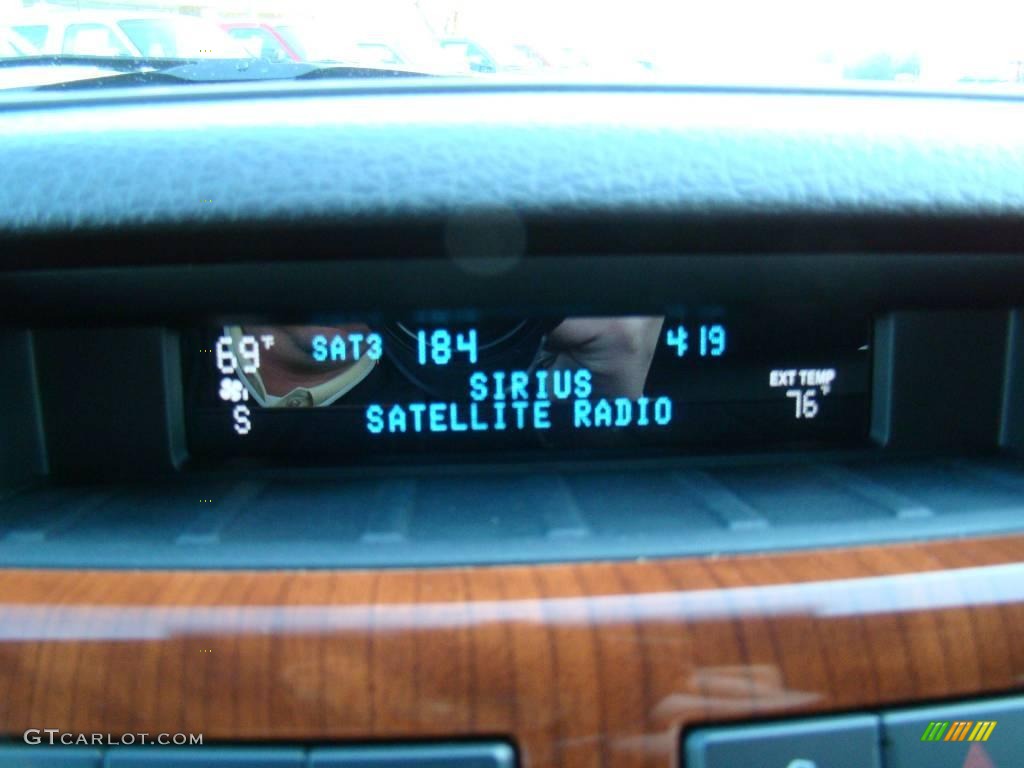 69°F SAT3 184 4:19
SIRIUS
EXT TEMP
S SATELLITE RADIO 76°F
GTCARLOT.COM